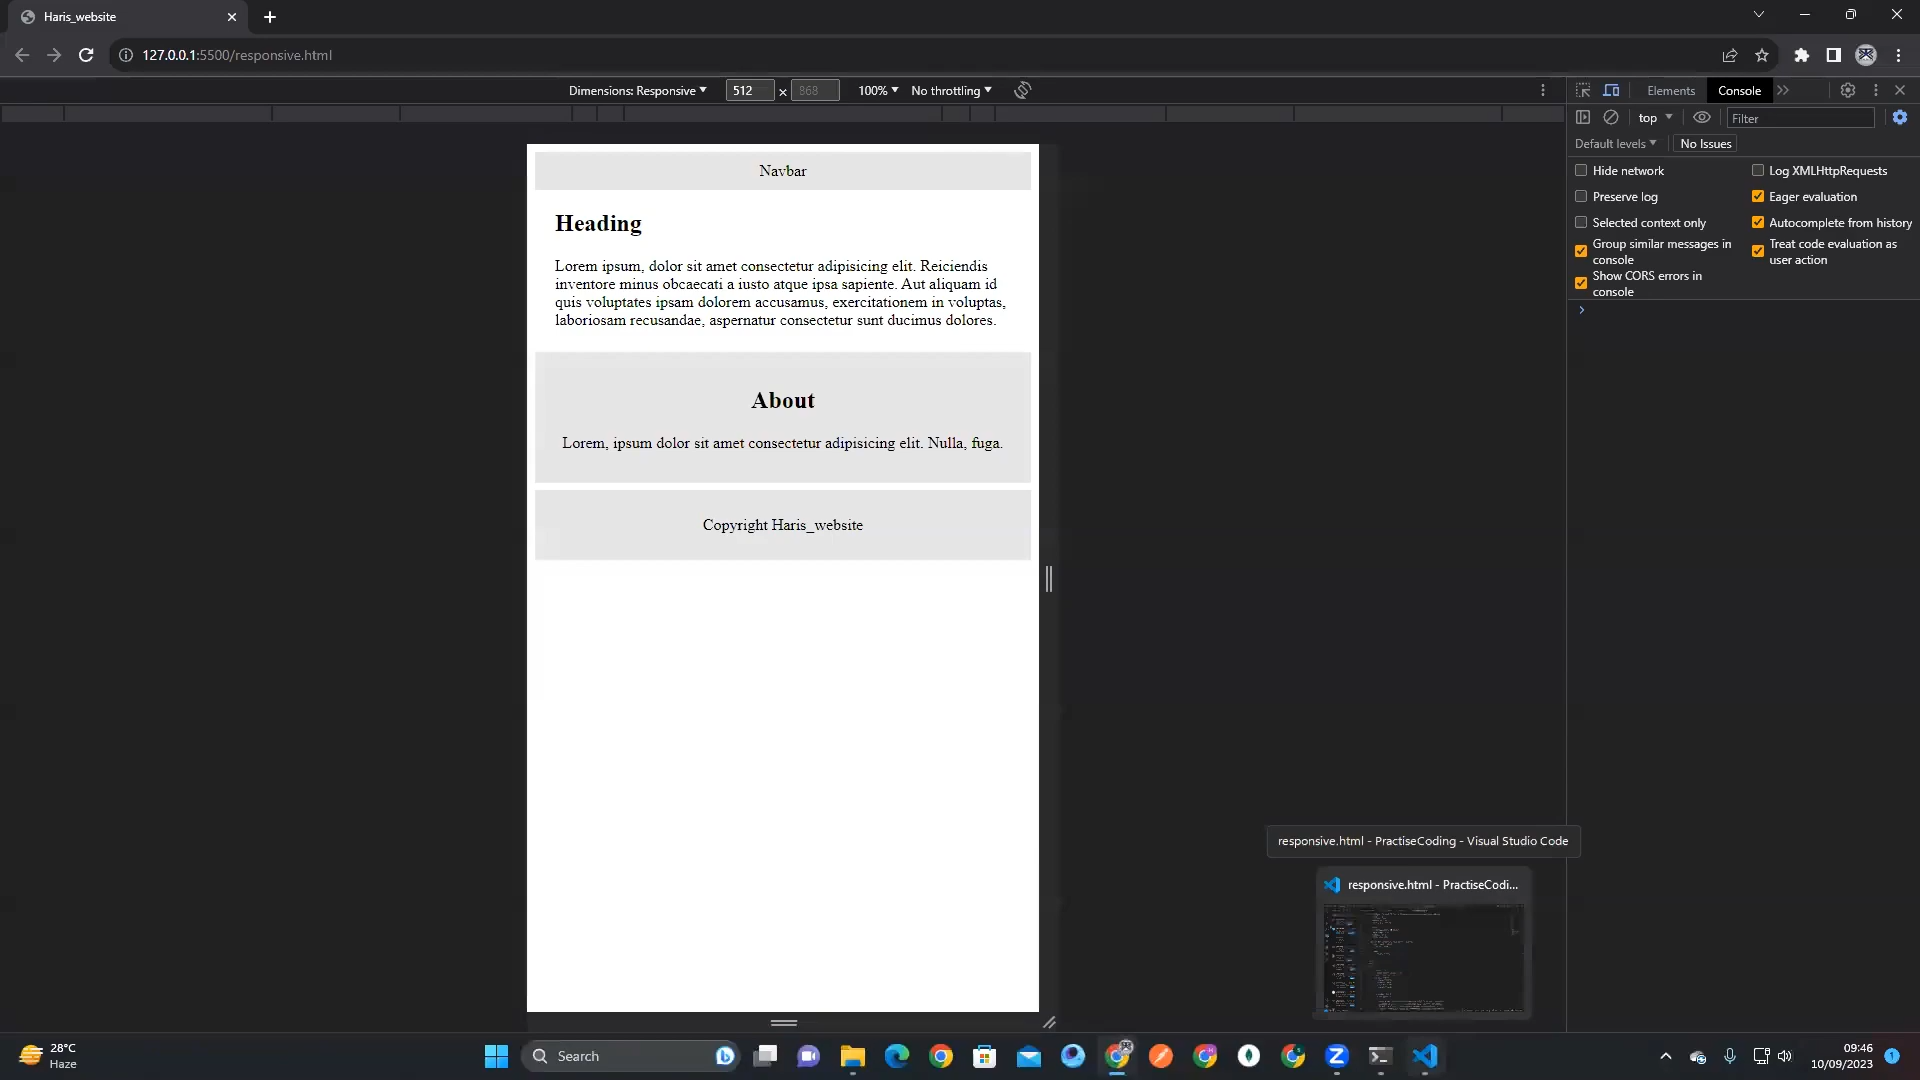 Haris_website
127.0.0.1:5500/responsive.html
Dimensions: Responsive 512 × 868 100% No throttling
Elements Console
top Filter
Default levels No Issues
Hide network Log XMLHttpRequests
Preserve log Eager evaluation
Selected context only Autocomplete from history
Group similar messages in console
Treat code evaluation as user action
Show CORS errors in console
Navbar
Heading
Lorem ipsum, dolor sit amet consectetur adipisicing elit. Reiciendis
inventore minus obcaecati a iusto atque ipsa sapiente. Aut aliquam id
quis voluptates ipsam dolorem accusamus, exercitationem in voluptas,
laboriosam recusandae, aspernatur consectetur sunt ducimus dolores.
About
Lorem, ipsum dolor sit amet consectetur adipisicing elit. Nulla, fuga.
Copyright Haris_website
responsive.html - PractiseCoding - Visual Studio Code
responsive.html - PractiseCodi...
28°C
Haze
Search
09:46
10/09/2023
1